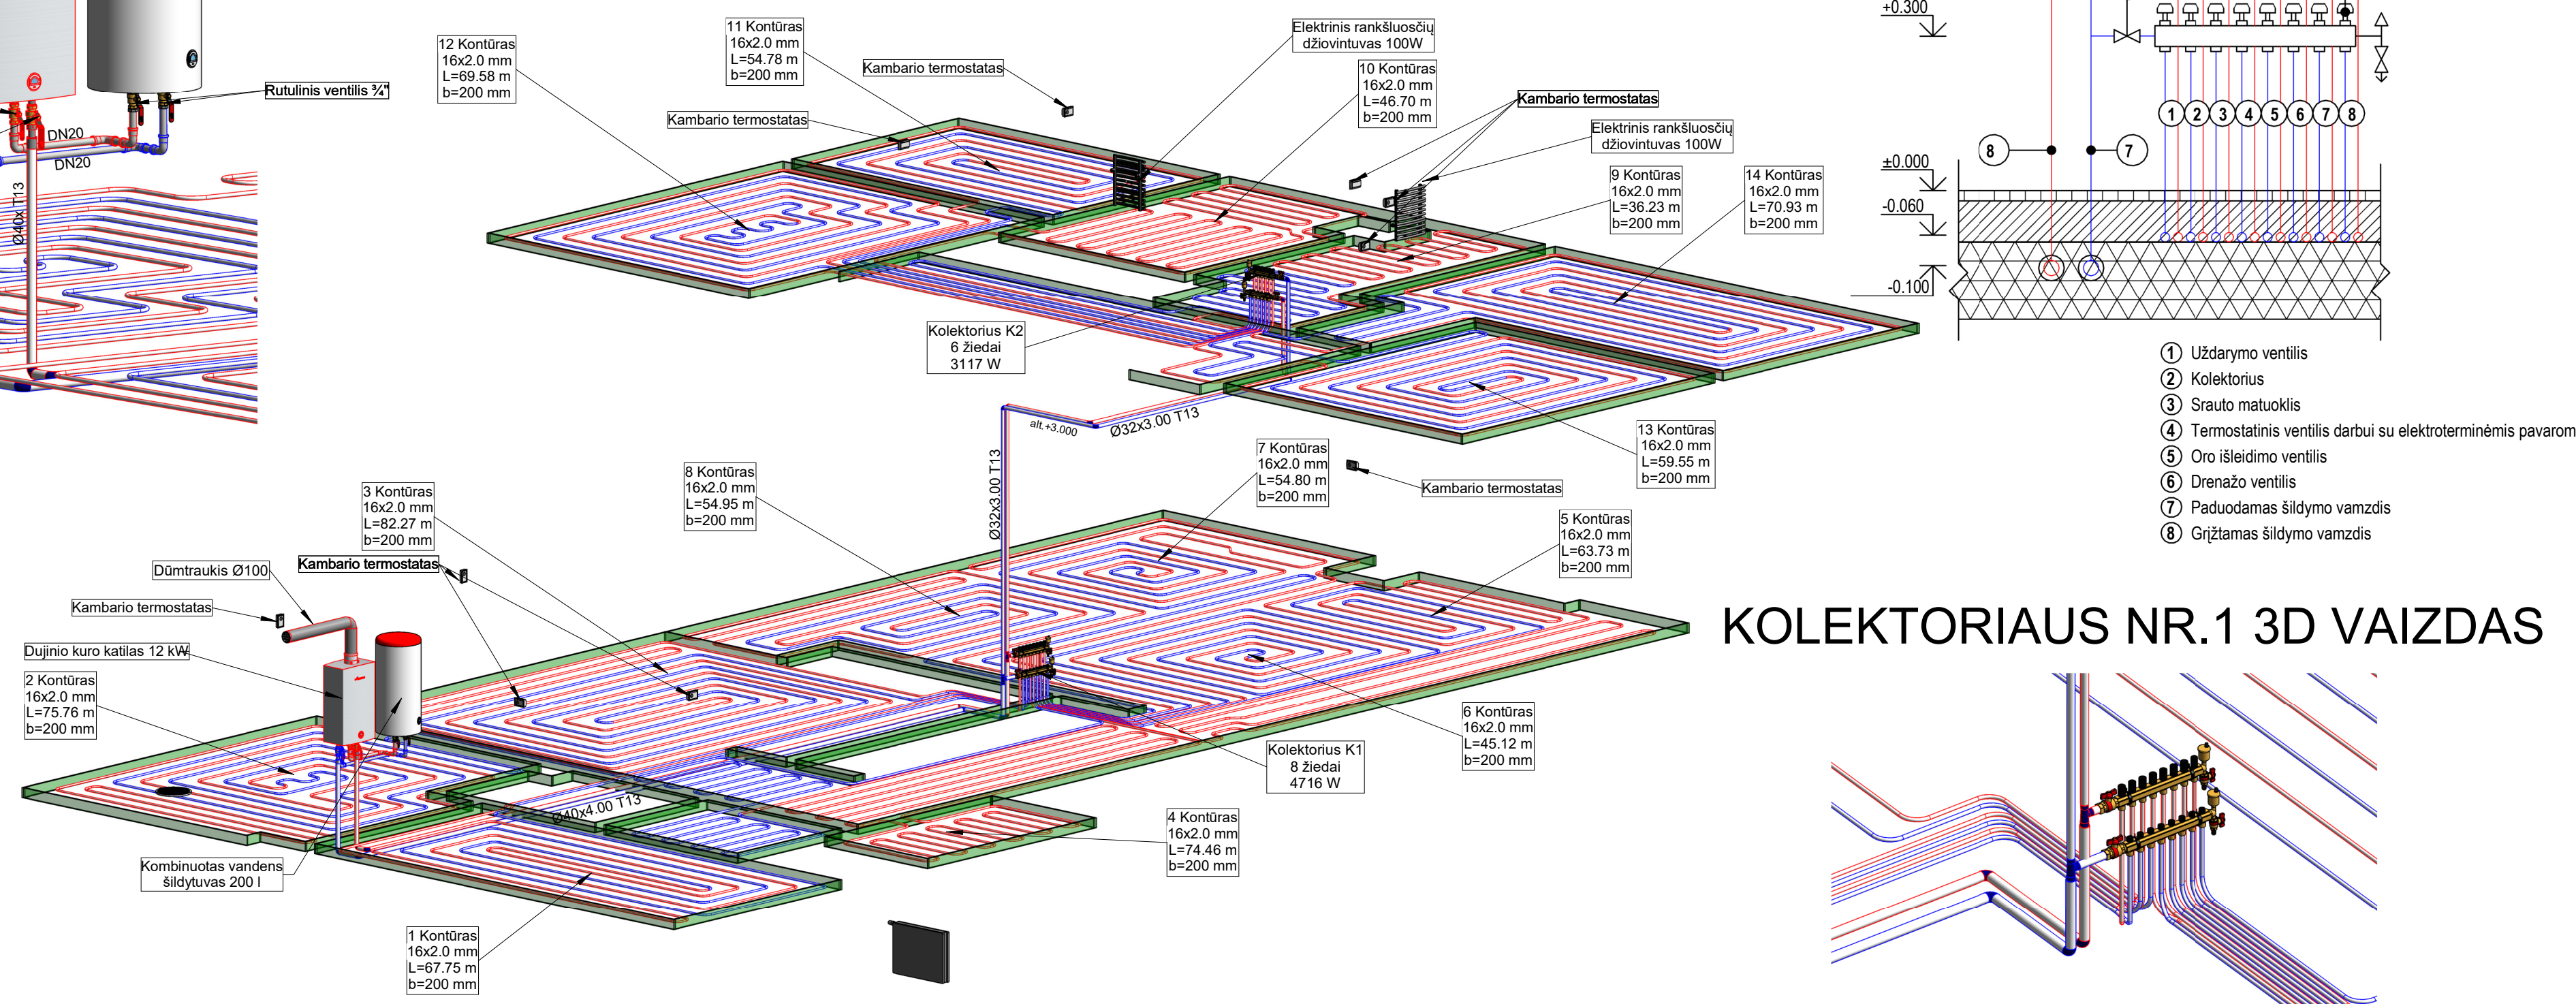 Rutulinis ventilis ¾"
DN20
DN20
Ø40x T13
12 Kontūras
16x2.0 mm
L=69.58 m
b=200 mm
11 Kontūras
16x2.0 mm
L=54.78 m
b=200 mm
Kambario termostatas
Kambario termostatas
Elektrinis rankšluosčių
džiovintuvas 100W
10 Kontūras
16x2.0 mm
L=46.70 m
b=200 mm
Kambario termostatas
Elektrinis rankšluosčių
džiovintuvas 100W
9 Kontūras
16x2.0 mm
L=36.23 m
b=200 mm
14 Kontūras
16x2.0 mm
L=70.93 m
b=200 mm
Kolektorius K2
6 žiedai
3117 W
alt.+3.000
Ø32x3.00 T13
Ø32x3.00 T13
13 Kontūras
16x2.0 mm
L=59.55 m
b=200 mm
Kambario termostatas
7 Kontūras
16x2.0 mm
L=54.80 m
b=200 mm
8 Kontūras
16x2.0 mm
L=54.95 m
b=200 mm
3 Kontūras
16x2.0 mm
L=82.27 m
b=200 mm
Kambario termostatas
5 Kontūras
16x2.0 mm
L=63.73 m
b=200 mm
Dūmtraukis Ø100
Kambario termostatas
Dujinio kuro katilas 12 kW
2 Kontūras
16x2.0 mm
L=75.76 m
b=200 mm
6 Kontūras
16x2.0 mm
L=45.12 m
b=200 mm
Kolektorius K1
8 žiedai
4716 W
Ø40x4.00 T13
4 Kontūras
16x2.0 mm
L=74.46 m
b=200 mm
Kombinuotas vandens
šildytuvas 200 l
1 Kontūras
16x2.0 mm
L=67.75 m
b=200 mm
+0.300
1 2 3 4 5 6 7 8
8 7
±0.000
-0.060
-0.100
1 Uždarymo ventilis
2 Kolektorius
3 Srauto matuoklis
4 Termostatinis ventilis darbui su elektroterminėmis pavarom
5 Oro išleidimo ventilis
6 Drenažo ventilis
7 Paduodamas šildymo vamzdis
8 Grįžtamas šildymo vamzdis
KOLEKTORIAUS NR.1 3D VAIZDAS